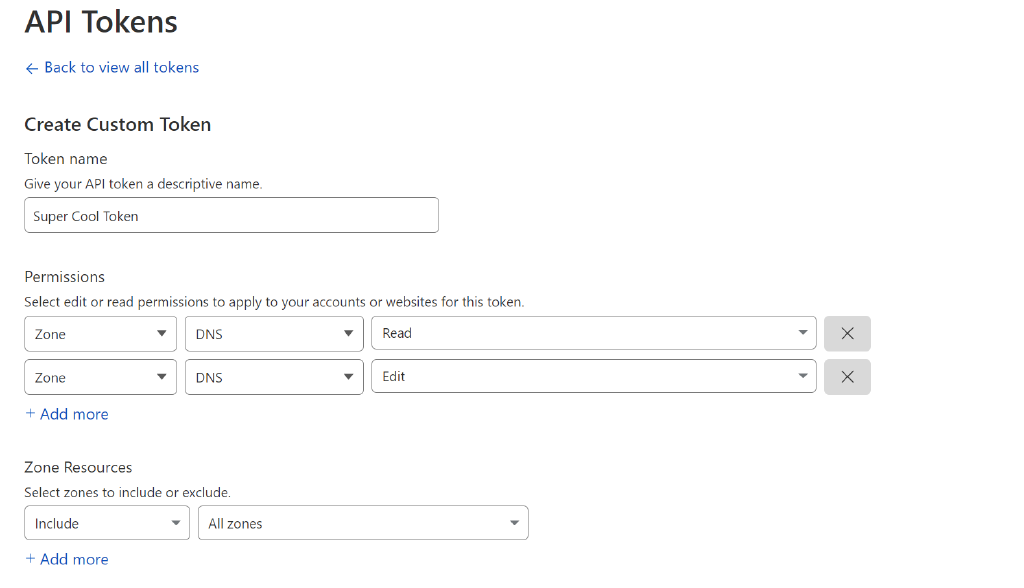 API Tokens
← Back to view all tokens
Create Custom Token
Token name
Give your API token a descriptive name.
Super Cool Token
Permissions
Select edit or read permissions to apply to your accounts or websites for this token.
Zone DNS Read
Zone DNS Edit
+ Add more
Zone Resources
Select zones to include or exclude.
Include All zones
+ Add more